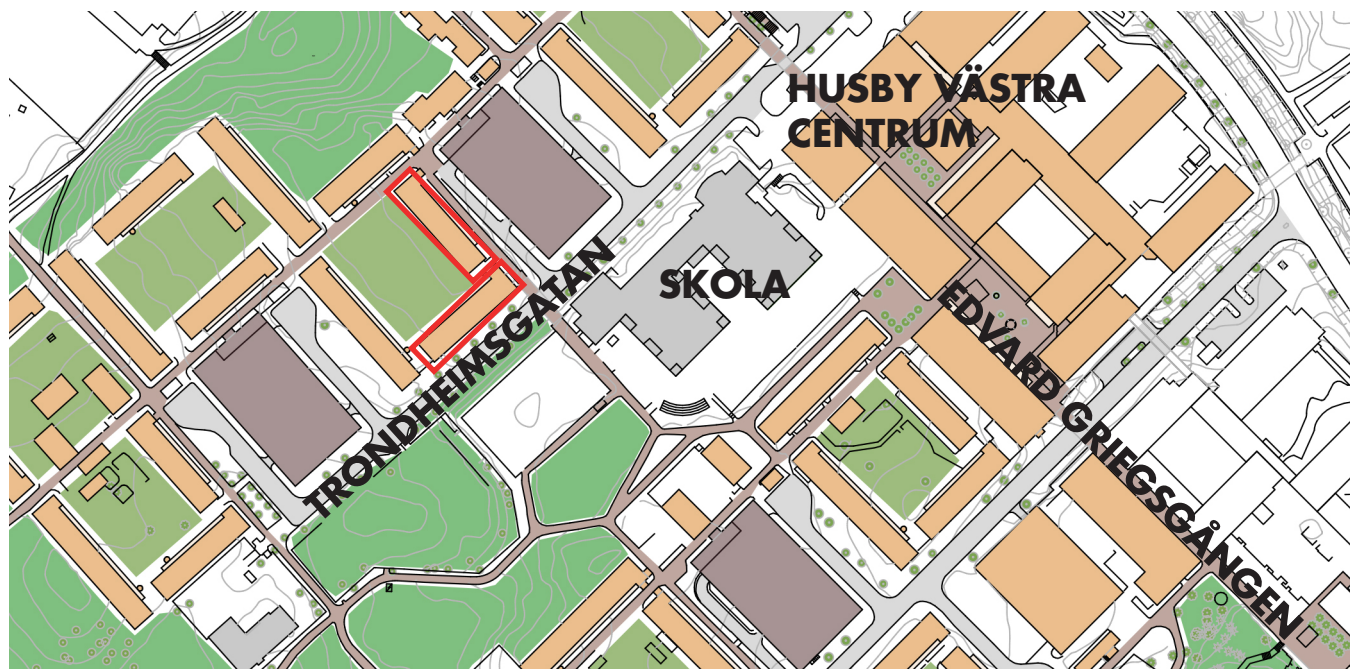 HUSBY VÄSTRA
CENTRUM
SKOLA
TRONDHEIMSGATAN
EDVARD GRIEGSGÅNGEN